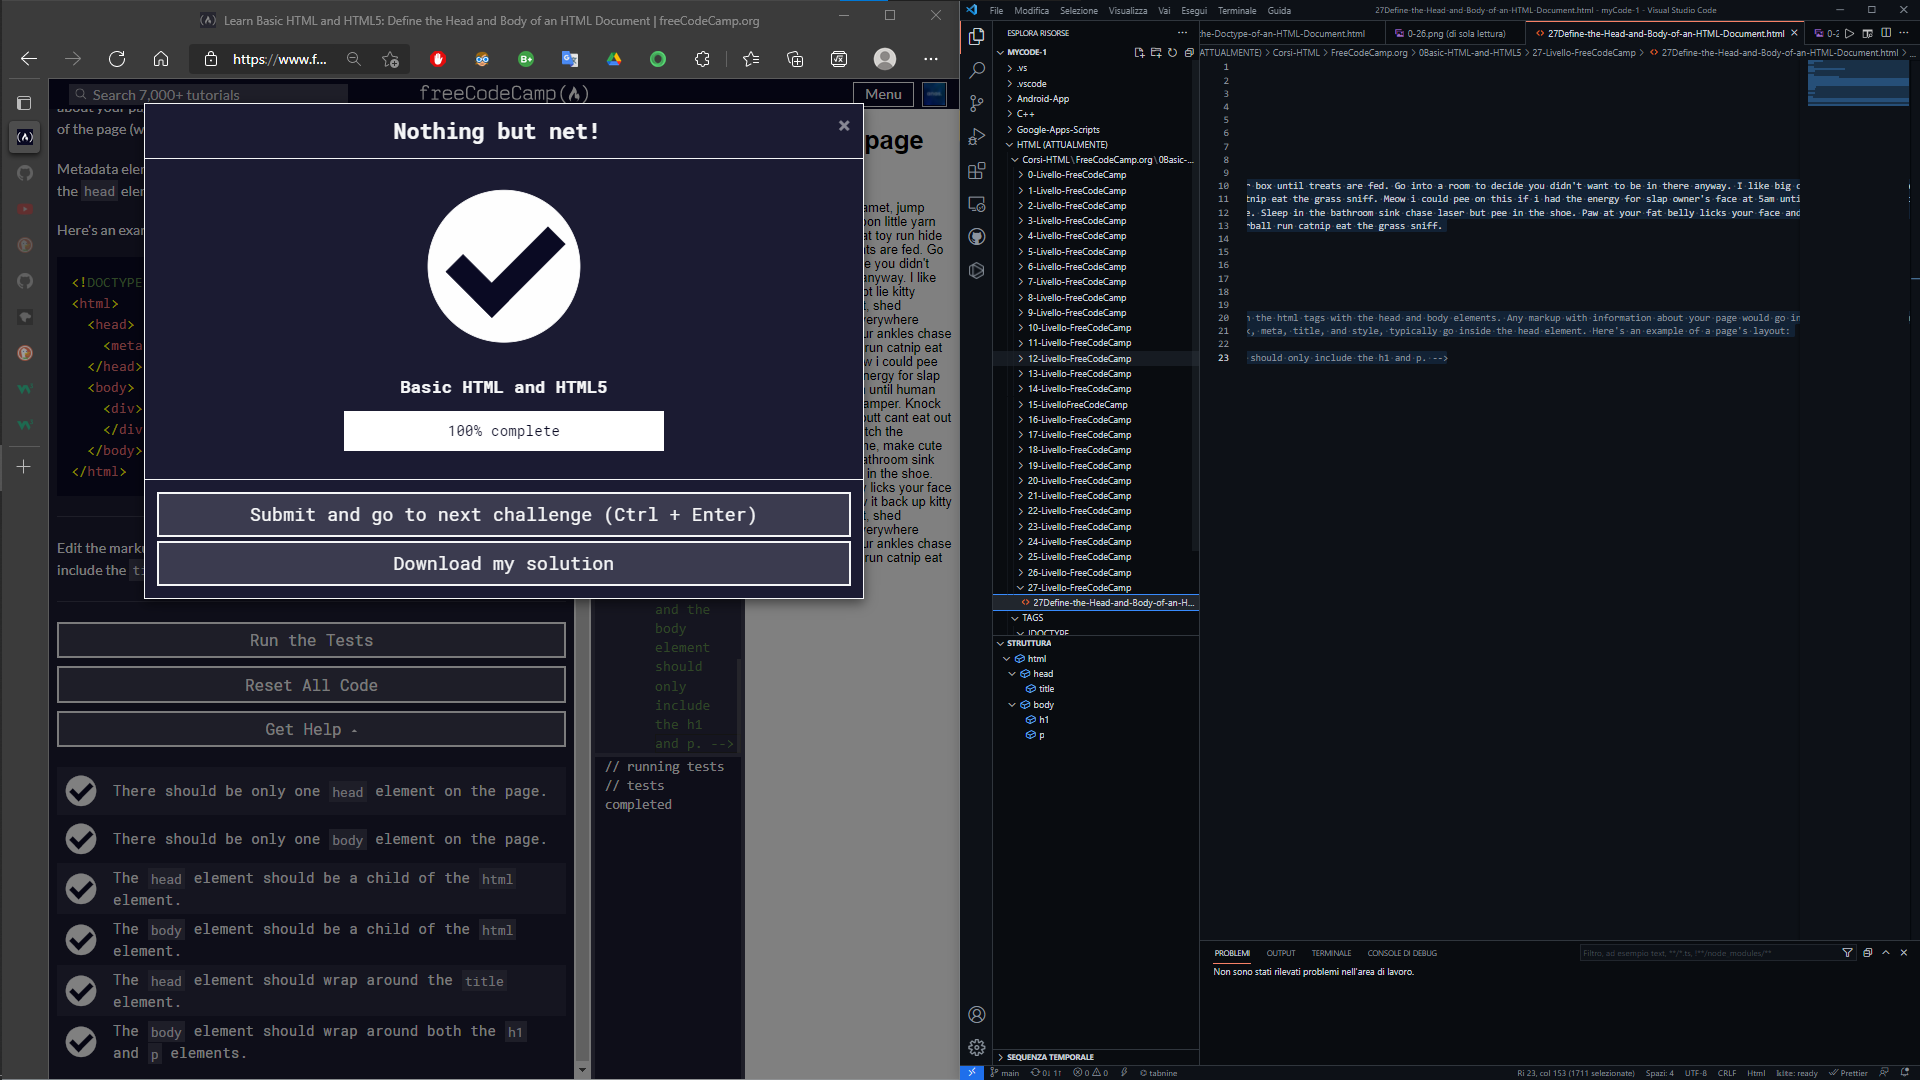 Learn Basic HTML and HTML5: Define the Head and Body of an HTML Document | freeCodeCamp.org
https://www.f...
Search 7,000+ tutorials
freeCodeCamp
Menu
about your pa
of the page (w
Metadata elem
the head elem
Here's an exam
<!DOCTYPE
<html>
<head>
<meta
</head>
<body>
<div>
</div
</body>
</html>
Edit the marku
include the ti
Nothing but net!
×
Basic HTML and HTML5
100% complete
Submit and go to next challenge (Ctrl + Enter)
Download my solution
page
amet, jump
oon little yarn
at toy run hide
ats are fed. Go
e you didn't
anyway. I like
ot lie kitty
t, shed
verywhere
ur ankles chase
run catnip eat
w i could pee
nergy for slap
until human
amper. Knock
butt cant eat out
tch the
ne, make cute
athroom sink
in the shoe.
licks your face
it back up kitty
t, shed
verywhere
ur ankles chase
run catnip eat
Run the Tests
Reset All Code
Get Help
There should be only one head element on the page.
There should be only one body element on the page.
The head element should be a child of the html
element.
The body element should be a child of the html
element.
The head element should wrap around the title
element.
The body element should wrap around both the h1
and p elements.
and the
body
element
should
only
include
the h1
and p. -->
// running tests
// tests
completed
File Modifica Selezione Visualizza Vai Esegui Terminale Guida
27Define-the-Head-and-Body-of-an-HTML-Document.html - myCode-1 - Visual Studio Code
ESPLORA RISORSE
MYCODE-1
.vs
.vscode
Android-App
C++
Google-Apps-Scripts
HTML (ATTUALMENTE)
Corsi-HTML\FreeCodeCamp.org\0Basic-...
0-Livello-FreeCodeCamp
1-Livello-FreeCodeCamp
2-Livello-FreeCodeCamp
3-Livello-FreeCodeCamp
4-Livello-FreeCodeCamp
5-Livello-FreeCodeCamp
6-Livello-FreeCodeCamp
7-Livello-FreeCodeCamp
8-Livello-FreeCodeCamp
9-Livello-FreeCodeCamp
10-Livello-FreeCodeCamp
11-Livello-FreeCodeCamp
12-Livello-FreeCodeCamp
13-Livello-FreeCodeCamp
14-Livello-FreeCodeCamp
15-LivelloFreeCodeCamp
16-Livello-FreeCodeCamp
17-Livello-FreeCodeCamp
18-Livello-FreeCodeCamp
19-Livello-FreeCodeCamp
20-Livello-FreeCodeCamp
21-Livello-FreeCodeCamp
22-Livello-FreeCodeCamp
23-Livello-FreeCodeCamp
24-Livello-FreeCodeCamp
25-Livello-FreeCodeCamp
26-Livello-FreeCodeCamp
27-Livello-FreeCodeCamp
27Define-the-Head-and-Body-of-an-H...
TAGS
!DOCTYPE
STRUTTURA
html
head
title
body
h1
p
SEQUENZA TEMPORALE
the-Doctype-of-an-HTML-Document.html
0-26.png (di sola lettura)
27Define-the-Head-and-Body-of-an-HTML-Document.html
0-2
ATTUALMENTE) > Corsi-HTML > FreeCodeCamp.org > 0Basic-HTML-and-HTML5 > 27-Livello-FreeCodeCamp > 27Define-the-Head-and-Body-of-an-HTML-Document.html > ...
1
2
3
4
5
6
7
8
9
10 r box until treats are fed. Go into a room to decide you didn't want to be in there anyway. I like big c
11 tnip eat the grass sniff. Meow i could pee on this if i had the energy for slap owner's face at 5am unti
12 e. Sleep in the bathroom sink chase laser but pee in the shoe. Paw at your fat belly licks your face and
13 rball run catnip eat the grass sniff.
14
15
16
17
18
19
20 n the html tags with the head and body elements. Any markup with information about your page would go in
21 k, meta, title, and style, typically go inside the head element. Here's an example of a page's layout:
22
23 should only include the h1 and p. -->
PROBLEMI OUTPUT TERMINALE CONSOLE DI DEBUG
Filtro, ad esempio text, **/*.ts, !**/node_modules/**
Non sono stati rilevati problemi nell'area di lavoro.
main 0↓ 1↑ 0 0 tabnine
Ri 23, col 153 (1711 selezionate) Spazi: 4 UTF-8 CRLF Html kite: ready Prettier